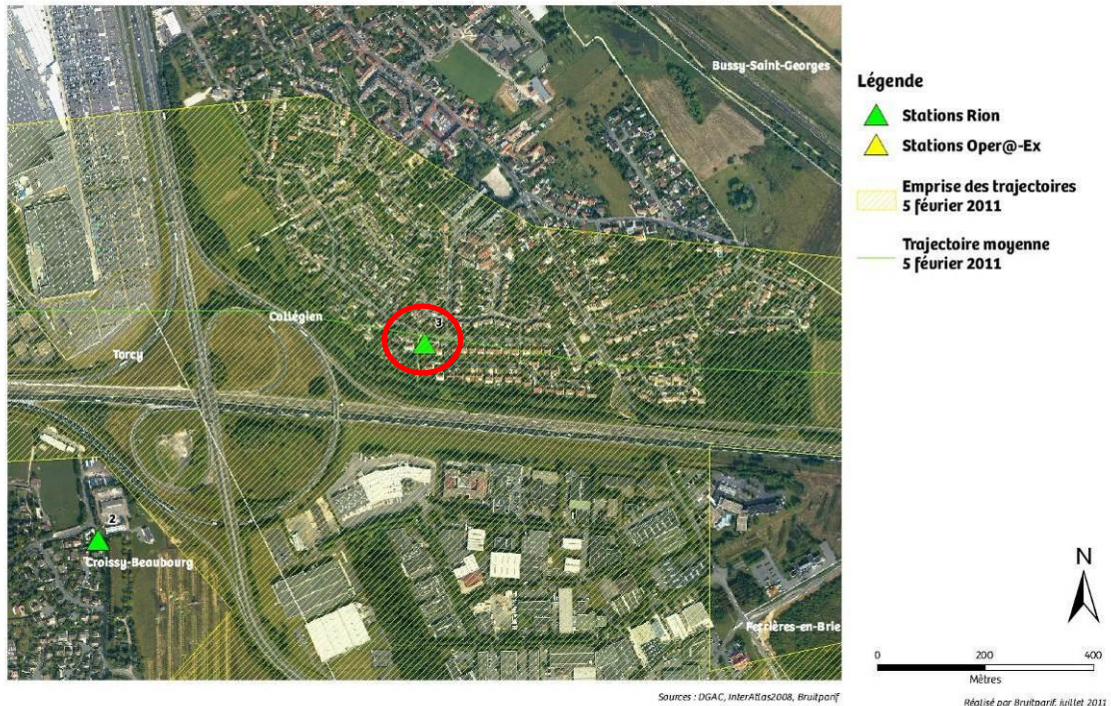 Bussy-Saint-Georges
Collégien
3
Torcy
2
Croissy-Beaubourg
Ferrières-en-Brie
Légende
Stations Rion
Stations Oper@-Ex
Emprise des trajectoires
5 février 2011
Trajectoire moyenne
5 février 2011
N
0 200 400
Mètres
Sources : DGAC, InterAtlas2008, Bruitparif
Réalisé par Bruitparif, juillet 2011